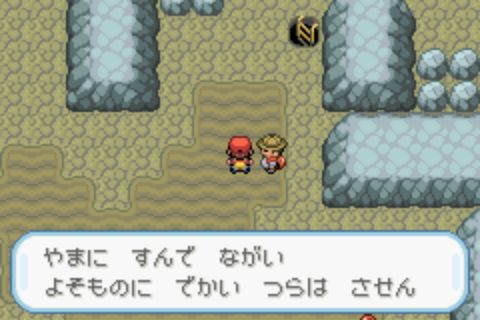 やまに　すんで　ながい
よそものに　でかい　つらは　させん